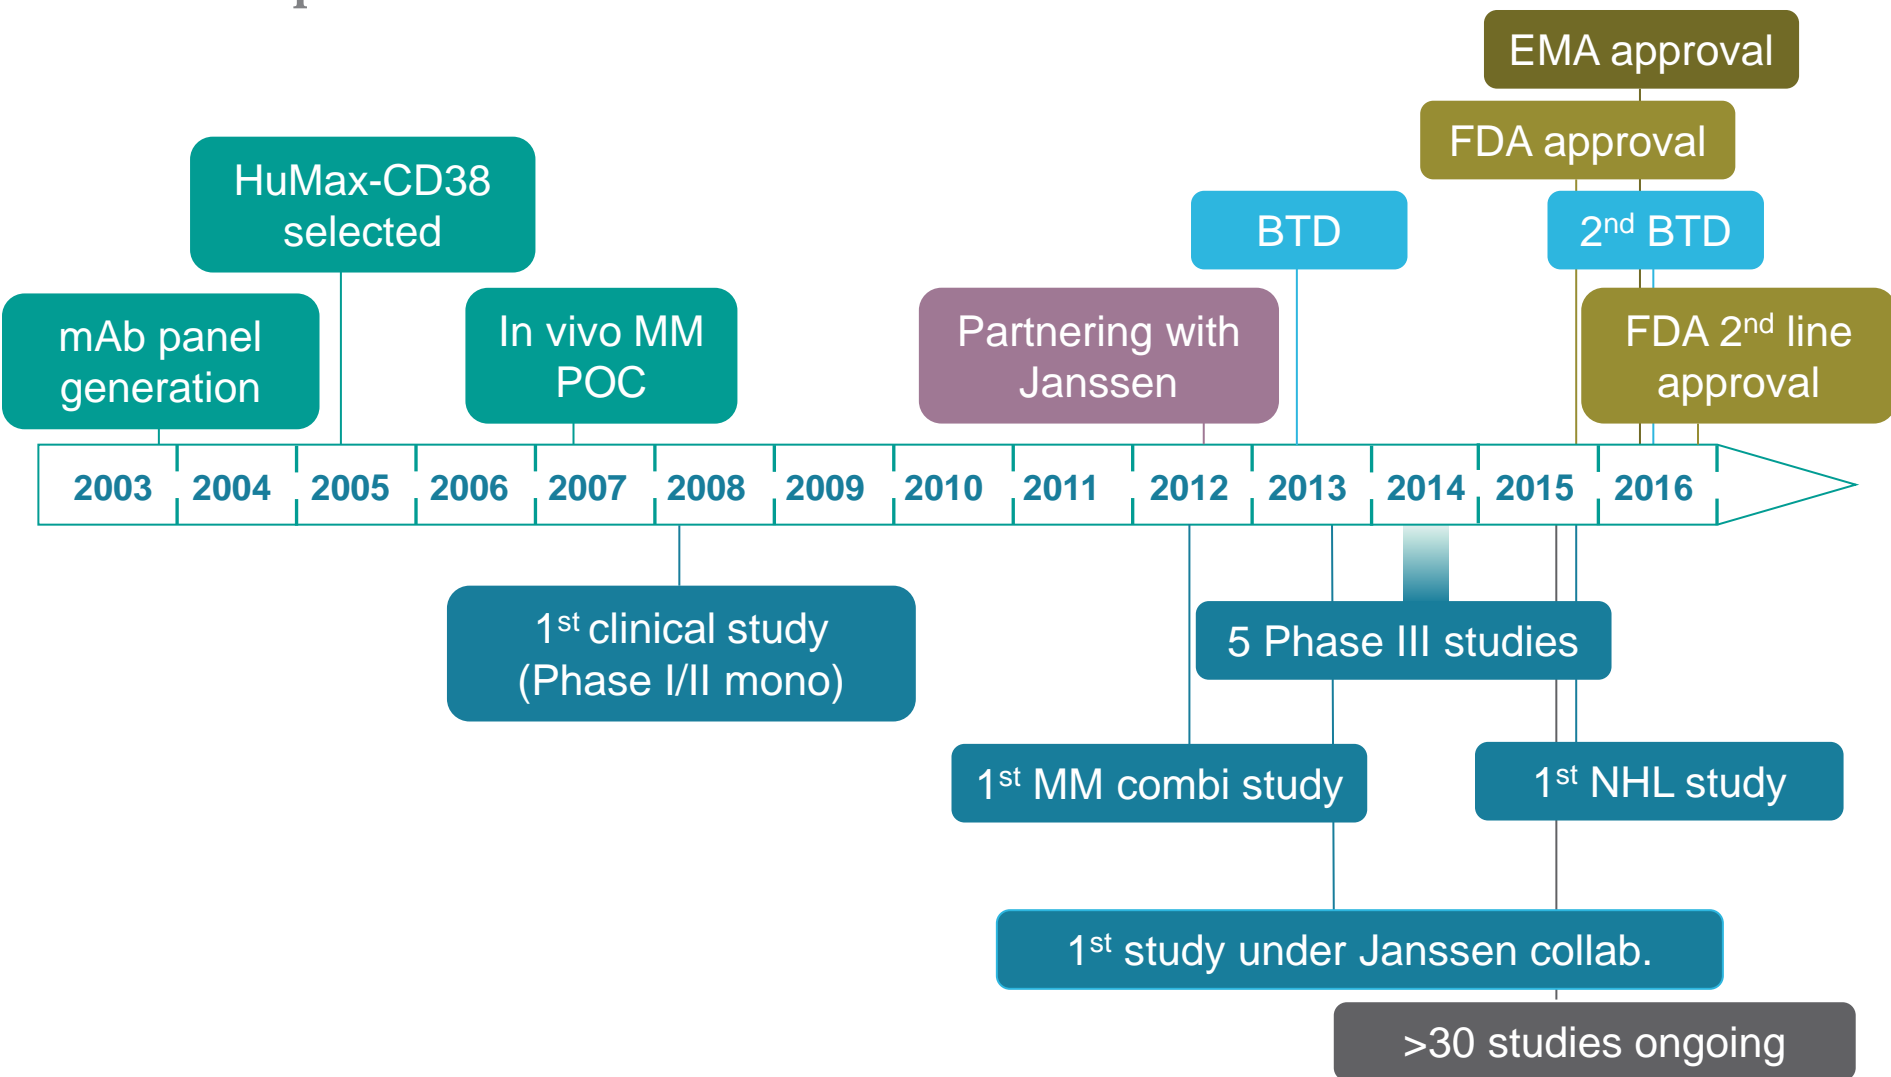 EMA approval
FDA approval
HuMax-CD38
selected
BTD
2nd BTD
mAb panel
generation
In vivo MM
POC
Partnering with
Janssen
FDA 2nd line
approval
2003 2004 2005 2006 2007 2008 2009 2010 2011 2012 2013 2014 2015 2016
1st clinical study
(Phase I/II mono)
5 Phase III studies
1st MM combi study
1st NHL study
1st study under Janssen collab.
>30 studies ongoing